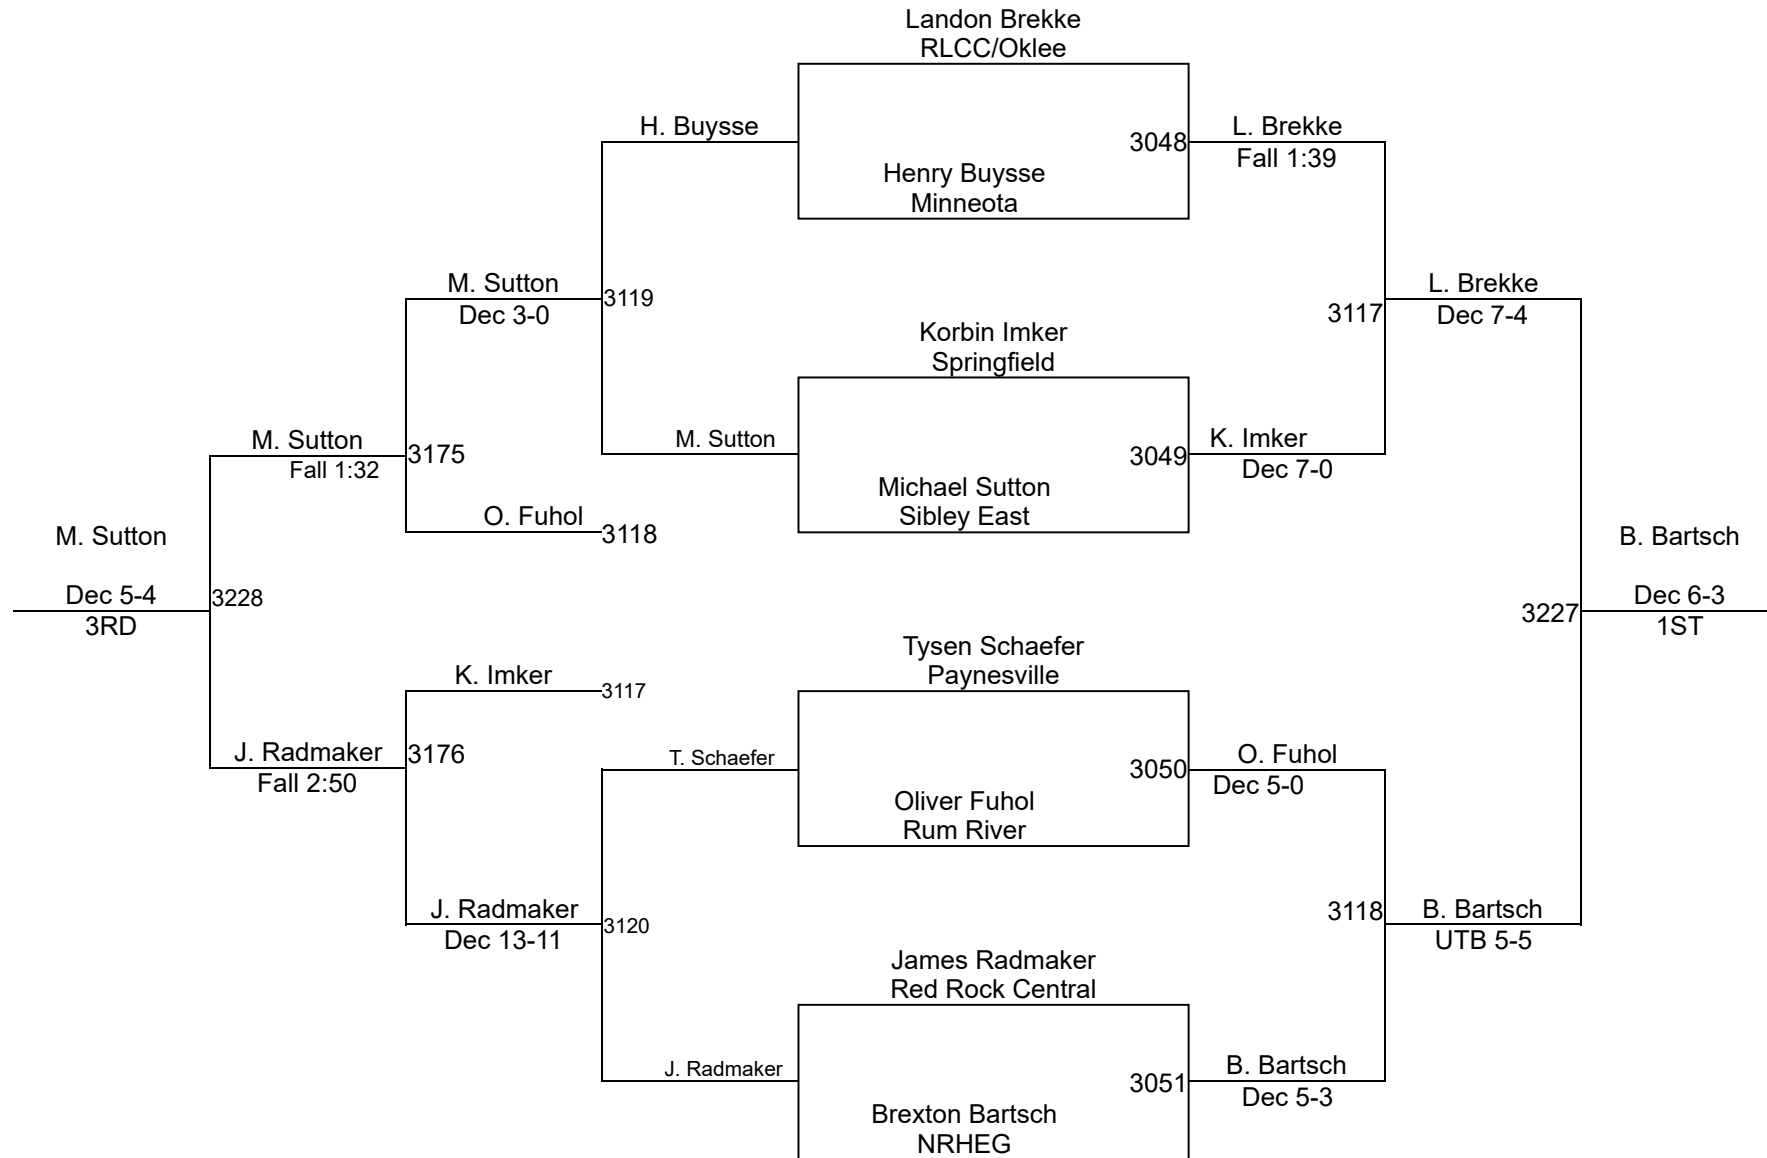 Landon Brekke
RLCC/Oklee
H. Buysse
3048
L. Brekke
Fall 1:39
Henry Buysse
Minneota
M. Sutton
Dec 3-0
3119
3117
L. Brekke
Dec 7-4
Korbin Imker
Springfield
M. Sutton
Fall 1:32
3175
M. Sutton
3049
K. Imker
Dec 7-0
Michael Sutton
Sibley East
O. Fuhol
3118
M. Sutton
Dec 5-4
3RD
3228
B. Bartsch
3227
Dec 6-3
1ST
Tysen Schaefer
Paynesville
K. Imker
3117
J. Radmaker
Fall 2:50
3176
T. Schaefer
3050
O. Fuhol
Dec 5-0
Oliver Fuhol
Rum River
J. Radmaker
Dec 13-11
3120
3118
B. Bartsch
UTB 5-5
James Radmaker
Red Rock Central
J. Radmaker
3051
B. Bartsch
Dec 5-3
Brexton Bartsch
NRHEG